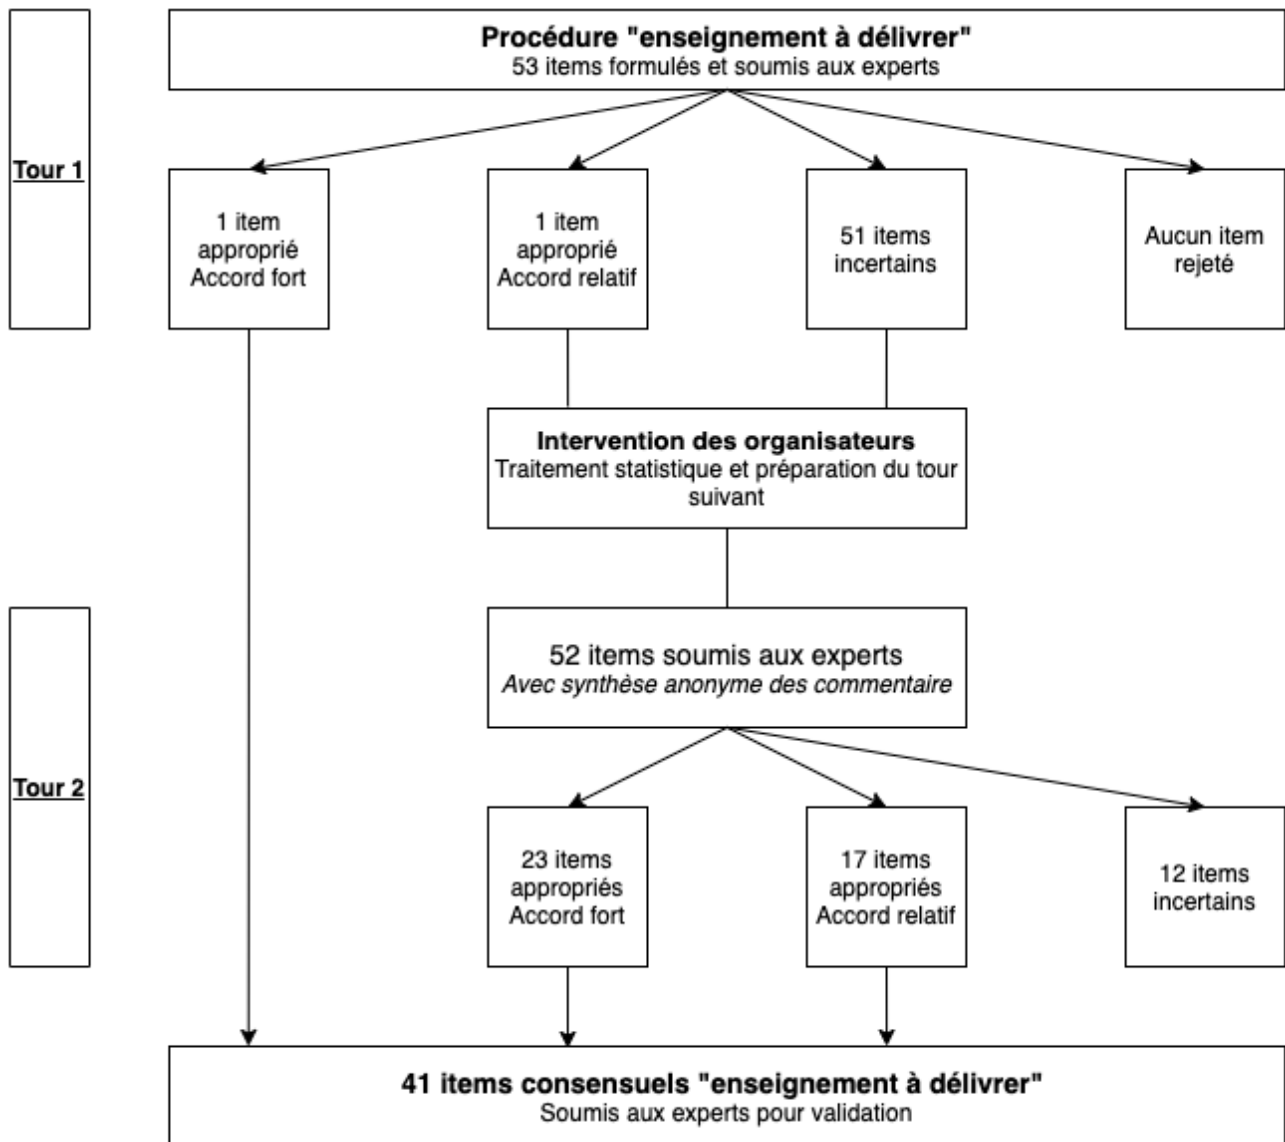 Procédure "enseignement à délivrer"
53 items formulés et soumis aux experts
Tour 1
1 item
approprié
Accord fort
1 item
approprié
Accord relatif
51 items
incertains
Aucun item
rejeté
Intervention des organisateurs
Traitement statistique et préparation du tour
suivant
52 items soumis aux experts
Avec synthèse anonyme des commentaire
Tour 2
23 items
appropriés
Accord fort
17 items
appropriés
Accord relatif
12 items
incertains
41 items consensuels "enseignement à délivrer"
Soumis aux experts pour validation